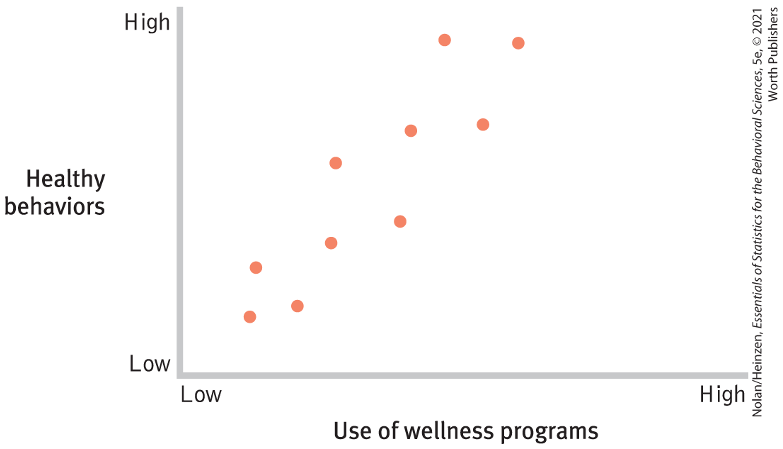 High
Healthy
behaviors
Low
Low
High
Use of wellness programs
Nolan/Heinzen, Essentials of Statistics for the Behavioral Sciences, 5e, © 2021
Worth Publishers